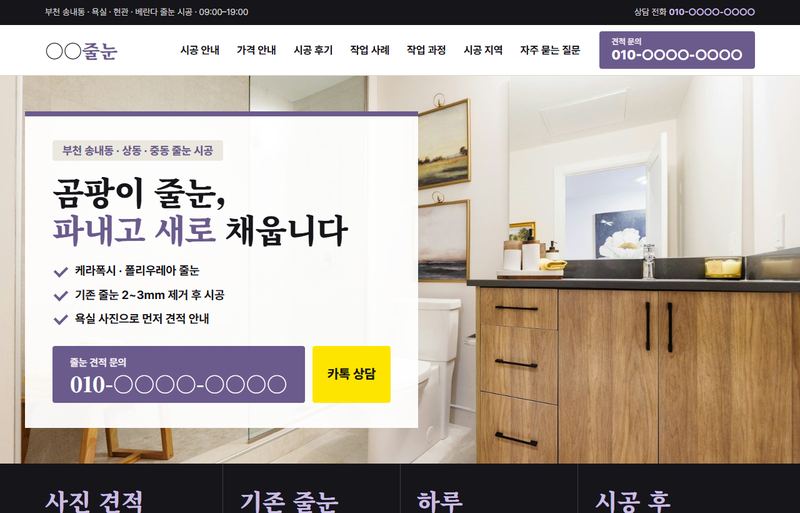 부천 송내동 · 욕실 · 현관 · 베란다 줄눈 시공 · 09:00–19:00
상담 전화 010-○○○○-○○○○
○○줄눈
시공 안내
가격 안내
시공 후기
작업 사례
작업 과정
시공 지역
자주 묻는 질문
견적 문의
010-○○○○-○○○○
부천 송내동 · 상동 · 중동 줄눈 시공
곰팡이 줄눈,
파내고 새로 채웁니다
케라폭시 · 폴리우레아 줄눈
기존 줄눈 2~3mm 제거 후 시공
욕실 사진으로 먼저 견적 안내
줄눈 견적 문의
010-○○○○-○○○○
카톡 상담
사진 견적
기존 줄눈
하루
시공 후